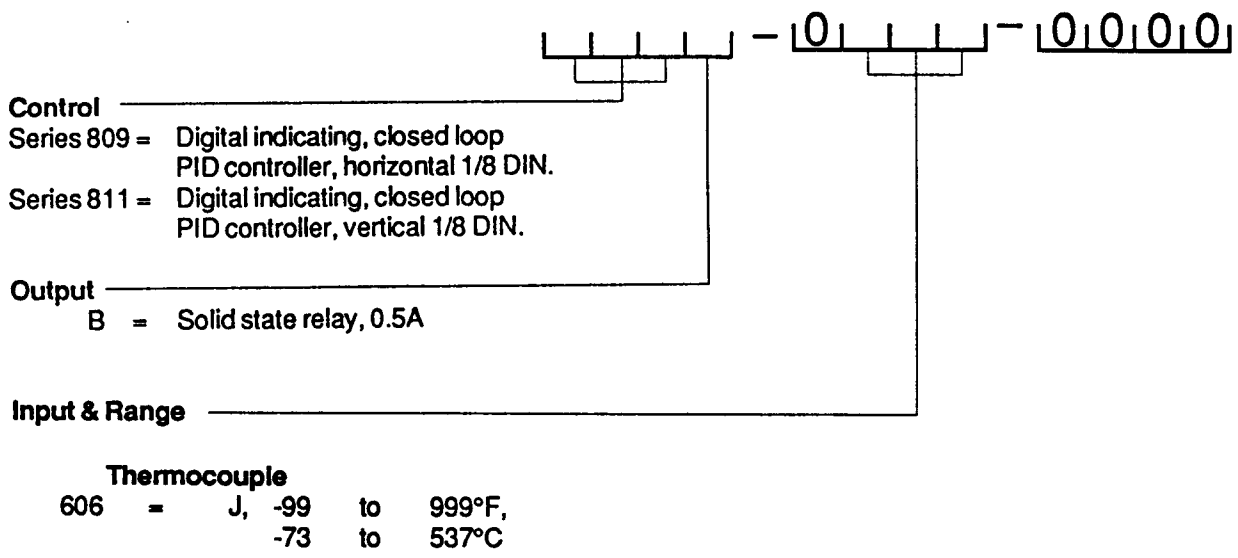 – 0 – 0 0 0 0
Control
Series 809 = Digital indicating, closed loop
PID controller, horizontal 1/8 DIN.
Series 811 = Digital indicating, closed loop
PID controller, vertical 1/8 DIN.
Output
B = Solid state relay, 0.5A
Input & Range
Thermocouple
606 = J, -99 to 999°F,
-73 to 537°C